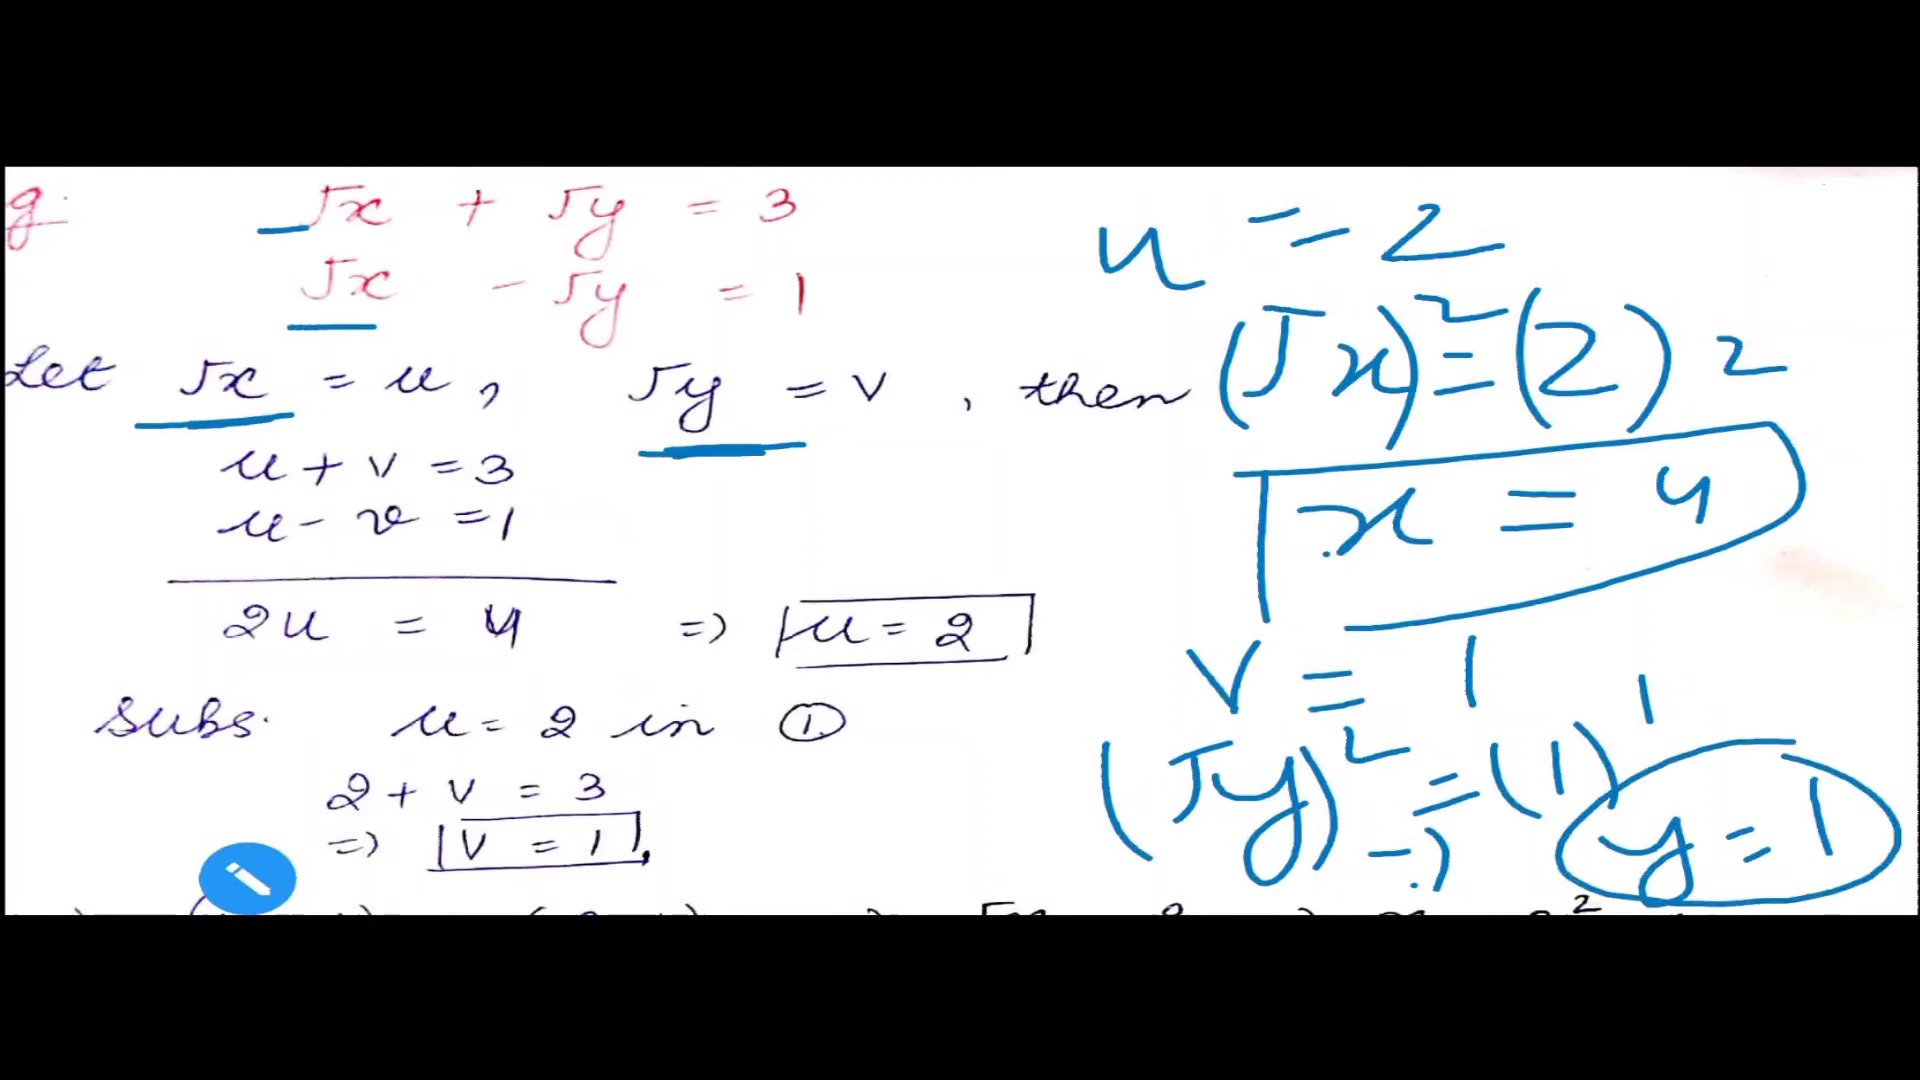 g. √x + √y = 3
√x - √y = 1
Let √x = u, √y = v, then
u + v = 3
u - v = 1
2u = 4 => u = 2
Subs. u = 2 in ①
2 + v = 3
=> v = 1
u = 2
(√x)² = (2)²
x = 4
v = 1
(√y)² = (1)¹
=> y = 1